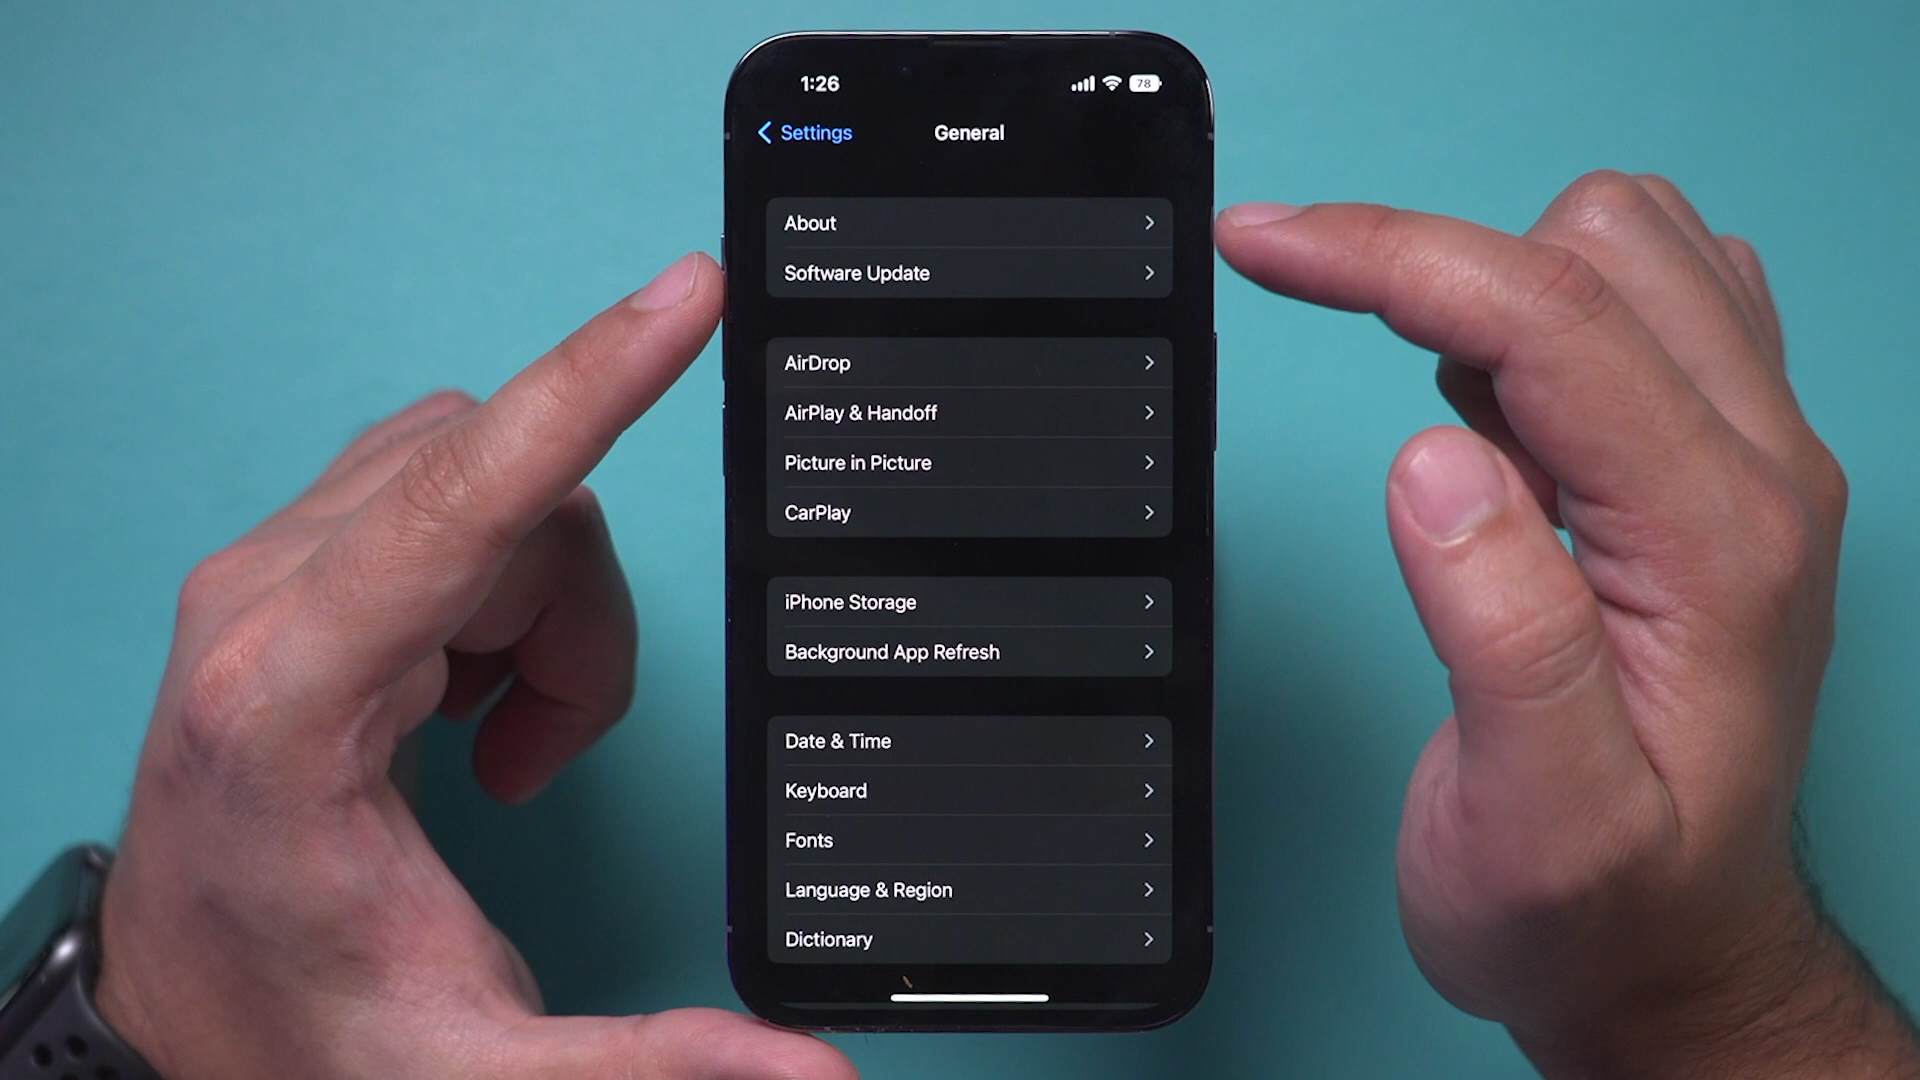 1:26
78
Settings
General
About
Software Update
AirDrop
AirPlay & Handoff
Picture in Picture
CarPlay
iPhone Storage
Background App Refresh
Date & Time
Keyboard
Fonts
Language & Region
Dictionary